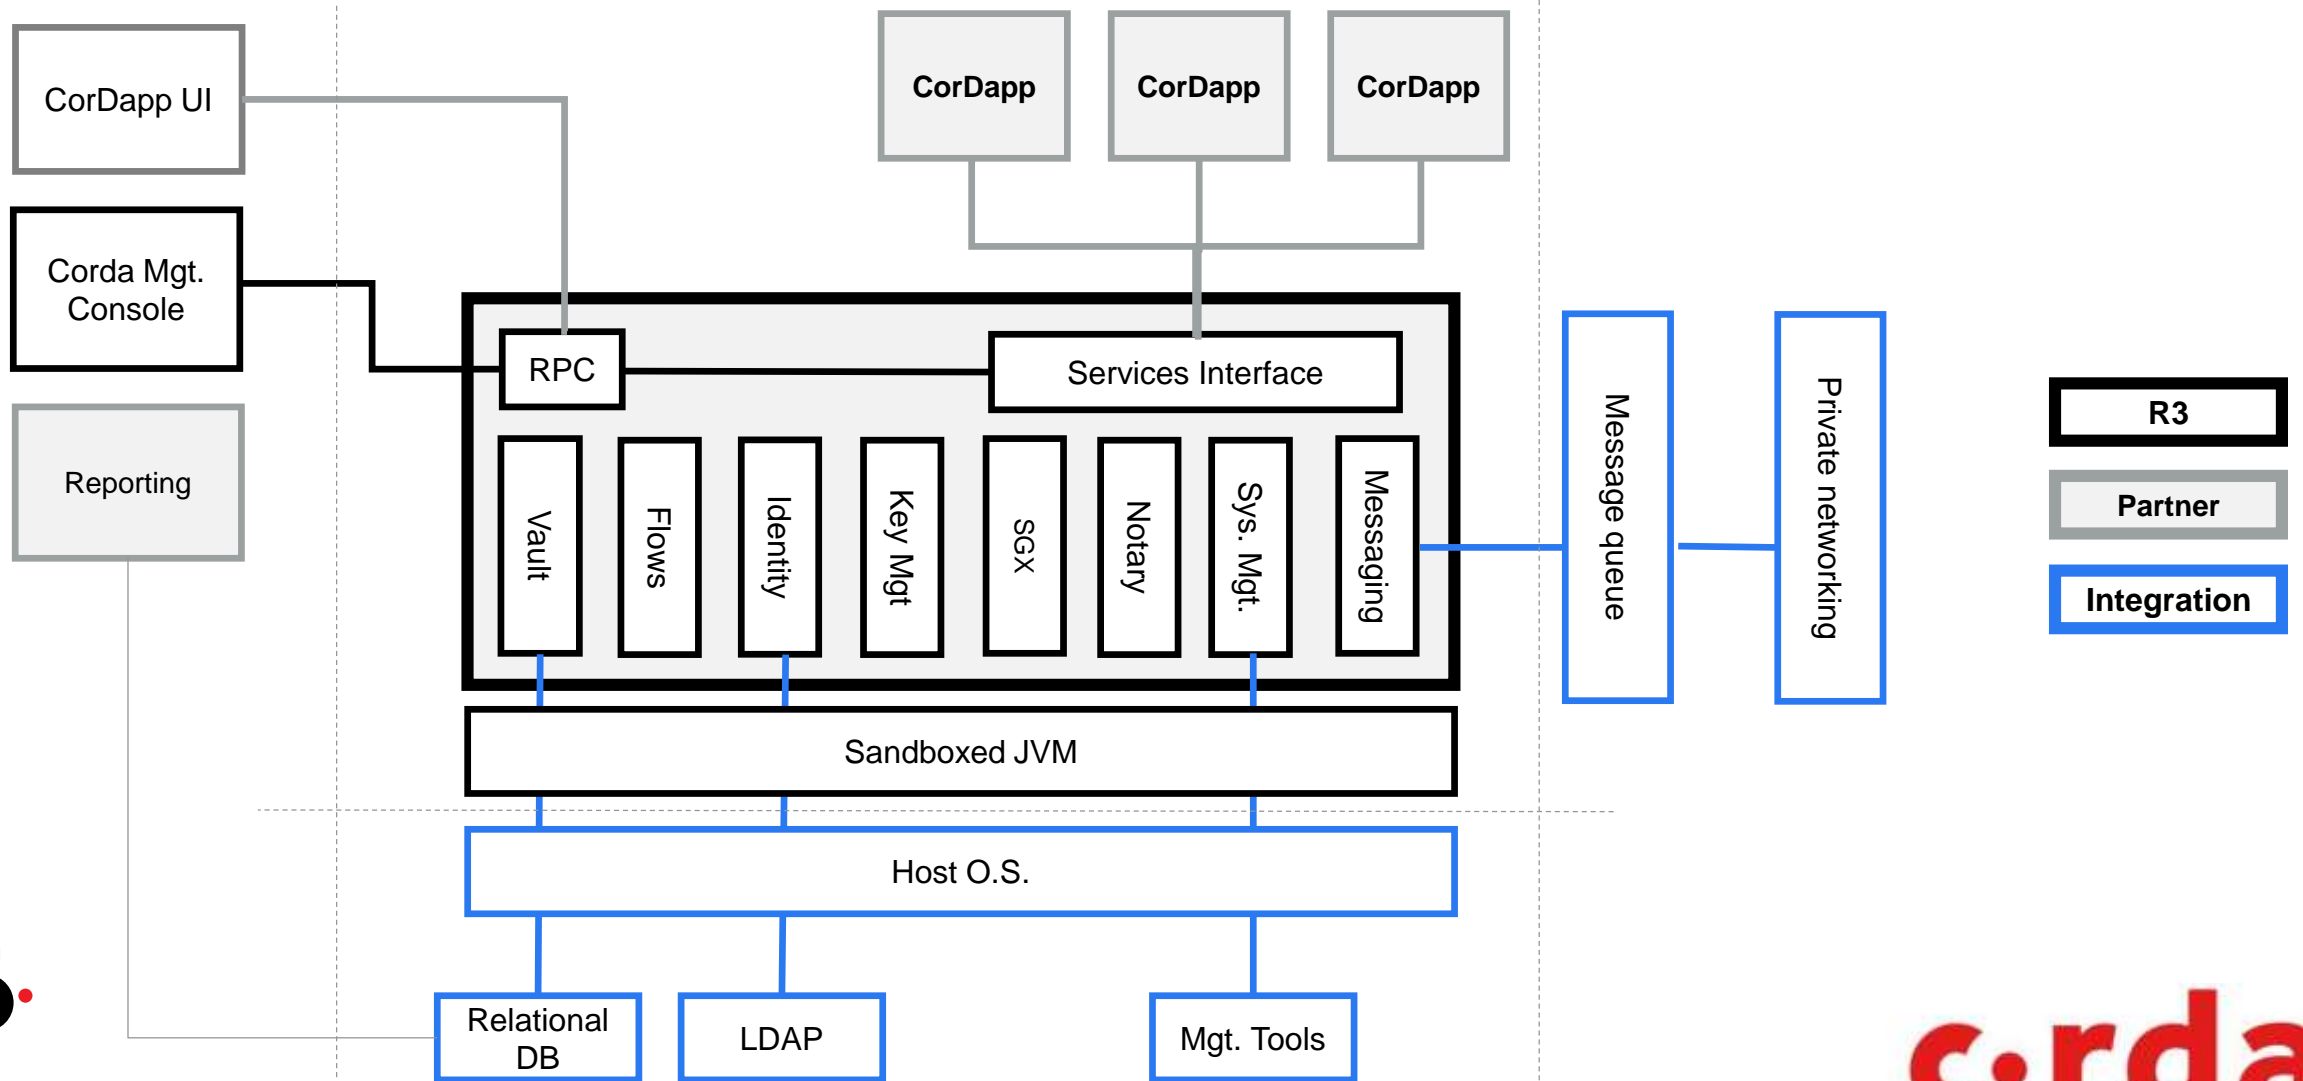 CorDapp UI
CorDapp
CorDapp
CorDapp
Corda Mgt.
Console
RPC
Services Interface
Reporting
Vault
Flows
Identity
Key Mgt
SGX
Notary
Sys. Mgt.
Messaging
Message queue
Private networking
R3
Partner
Integration
Sandboxed JVM
Host O.S.
Relational
DB
LDAP
Mgt. Tools
c·rda